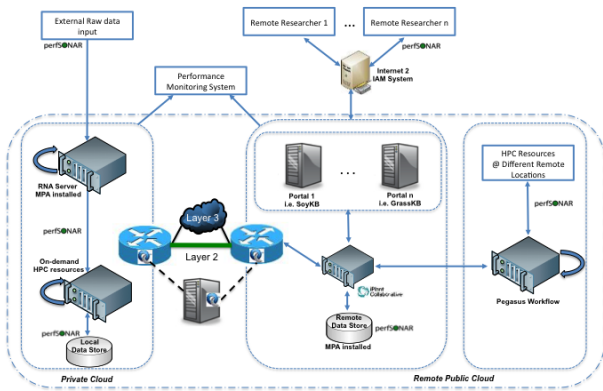 External Raw data
input
perfSONAR
Remote Researcher 1
...
Remote Researcher n
perfSONAR
Internet 2
IAM System
Performance
Monitoring System
RNA Server
MPA installed
perfSONAR
On-demand
HPC resources
perfSONAR
Local
Data Store
Private Cloud
Layer 3
Layer 2
Portal 1
i.e. SoyKB
...
Portal n
i.e. GrassKB
iPlant
Collaborative
Remote
Data Store
perfSONAR
MPA installed
HPC Resources
@ Different Remote
Locations
perfSONAR
Pegasus Workflow
Remote Public Cloud